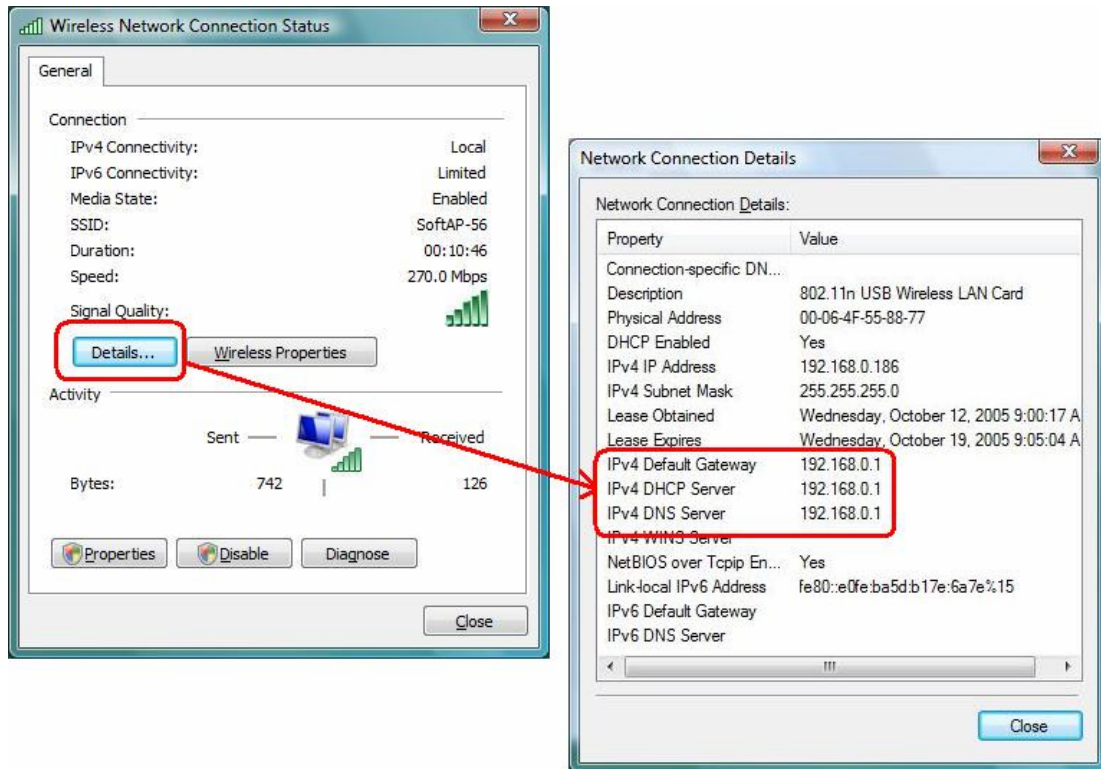 Wireless Network Connection Status
General
Connection
IPv4 Connectivity: Local
IPv6 Connectivity: Limited
Media State: Enabled
SSID: SoftAP-56
Duration: 00:10:46
Speed: 270.0 Mbps
Signal Quality:
Details... Wireless Properties
Activity
Sent Received
Bytes: 742 126
Properties Disable Diagnose
Close
Network Connection Details
Network Connection Details:
Property Value
Connection-specific DN...
Description 802.11n USB Wireless LAN Card
Physical Address 00-06-4F-55-88-77
DHCP Enabled Yes
IPv4 IP Address 192.168.0.186
IPv4 Subnet Mask 255.255.255.0
Lease Obtained Wednesday, October 12, 2005 9:00:17 A
Lease Expires Wednesday, October 19, 2005 9:05:04 A
IPv4 Default Gateway 192.168.0.1
IPv4 DHCP Server 192.168.0.1
IPv4 DNS Server 192.168.0.1
IPv4 WINS Server
NetBIOS over Tcpip En... Yes
Link-local IPv6 Address fe80::e0fe:ba5d:b17e:6a7e%15
IPv6 Default Gateway
IPv6 DNS Server
Close